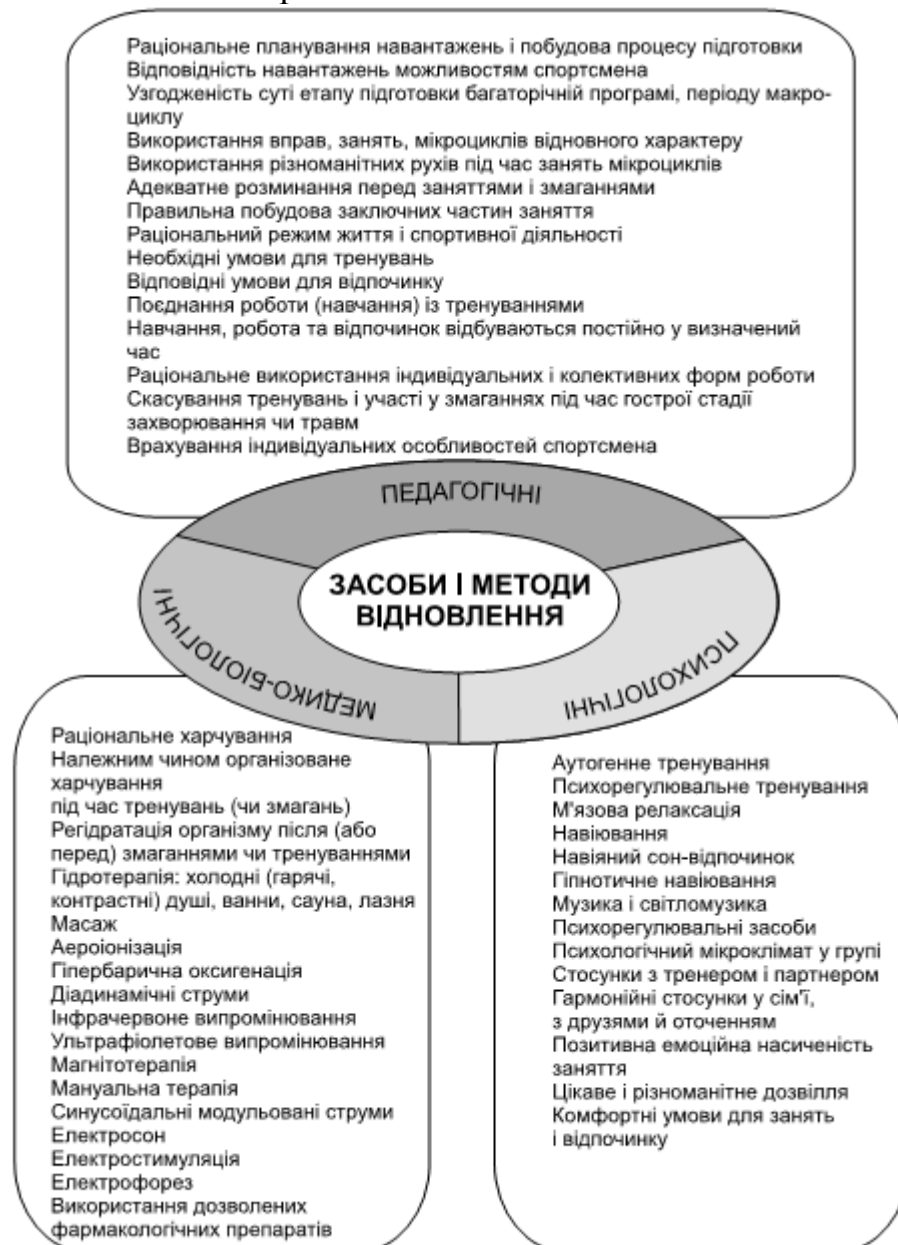 Раціональне планування навантажень і побудова процесу підготовки
Відповідність навантажень можливостям спортсмена
Узгодженість суті етапу підготовки багаторічній програмі, періоду макро-
циклу
Використання вправ, занять, мікроциклів відновного характеру
Використання різноманітних рухів під час занять мікроциклів
Адекватне розминання перед заняттями і змаганнями
Правильна побудова заключних частин заняття
Раціональний режим життя і спортивної діяльності
Необхідні умови для тренувань
Відповідні умови для відпочинку
Поєднання роботи (навчання) із тренуваннями
Навчання, робота та відпочинок відбуваються постійно у визначений
час
Раціональне використання індивідуальних і колективних форм роботи
Скасування тренувань і участі у змаганнях під час гострої стадії
захворювання чи травм
Врахування індивідуальних особливостей спортсмена
ПЕДАГОГІЧНІ
ЗАСОБИ І МЕТОДИ
ВІДНОВЛЕННЯ
МЕДИКО-БІОЛОГІЧНІ
ПСИХОЛОГІЧНІ
Раціональне харчування
Належним чином організоване
харчування
під час тренувань (чи змагань)
Регідратація організму після (або
перед) змаганнями чи тренуваннями
Гідротерапія: холодні (гарячі,
контрастні) душі, ванни, сауна, лазня
Масаж
Аероіонізація
Гіпербарична оксигенація
Діадинамічні струми
Інфрачервоне випромінювання
Ультрафіолетове випромінювання
Магнітотерапія
Мануальна терапія
Синусоїдальні модульовані струми
Електросон
Електростимуляція
Електрофорез
Використання дозволених
фармакологічних препаратів
Аутогенне тренування
Психорегулювальне тренування
М'язова релаксація
Навіювання
Навіяний сон-відпочинок
Гіпнотичне навіювання
Музика і світломузика
Психорегулювальні засоби
Психологічний мікроклімат у групі
Стосунки з тренером і партнером
Гармонійні стосунки у сім'ї,
з друзями й оточенням
Позитивна емоційна насиченість
заняття
Цікаве і різноманітне дозвілля
Комфортні умови для занять
і відпочинку